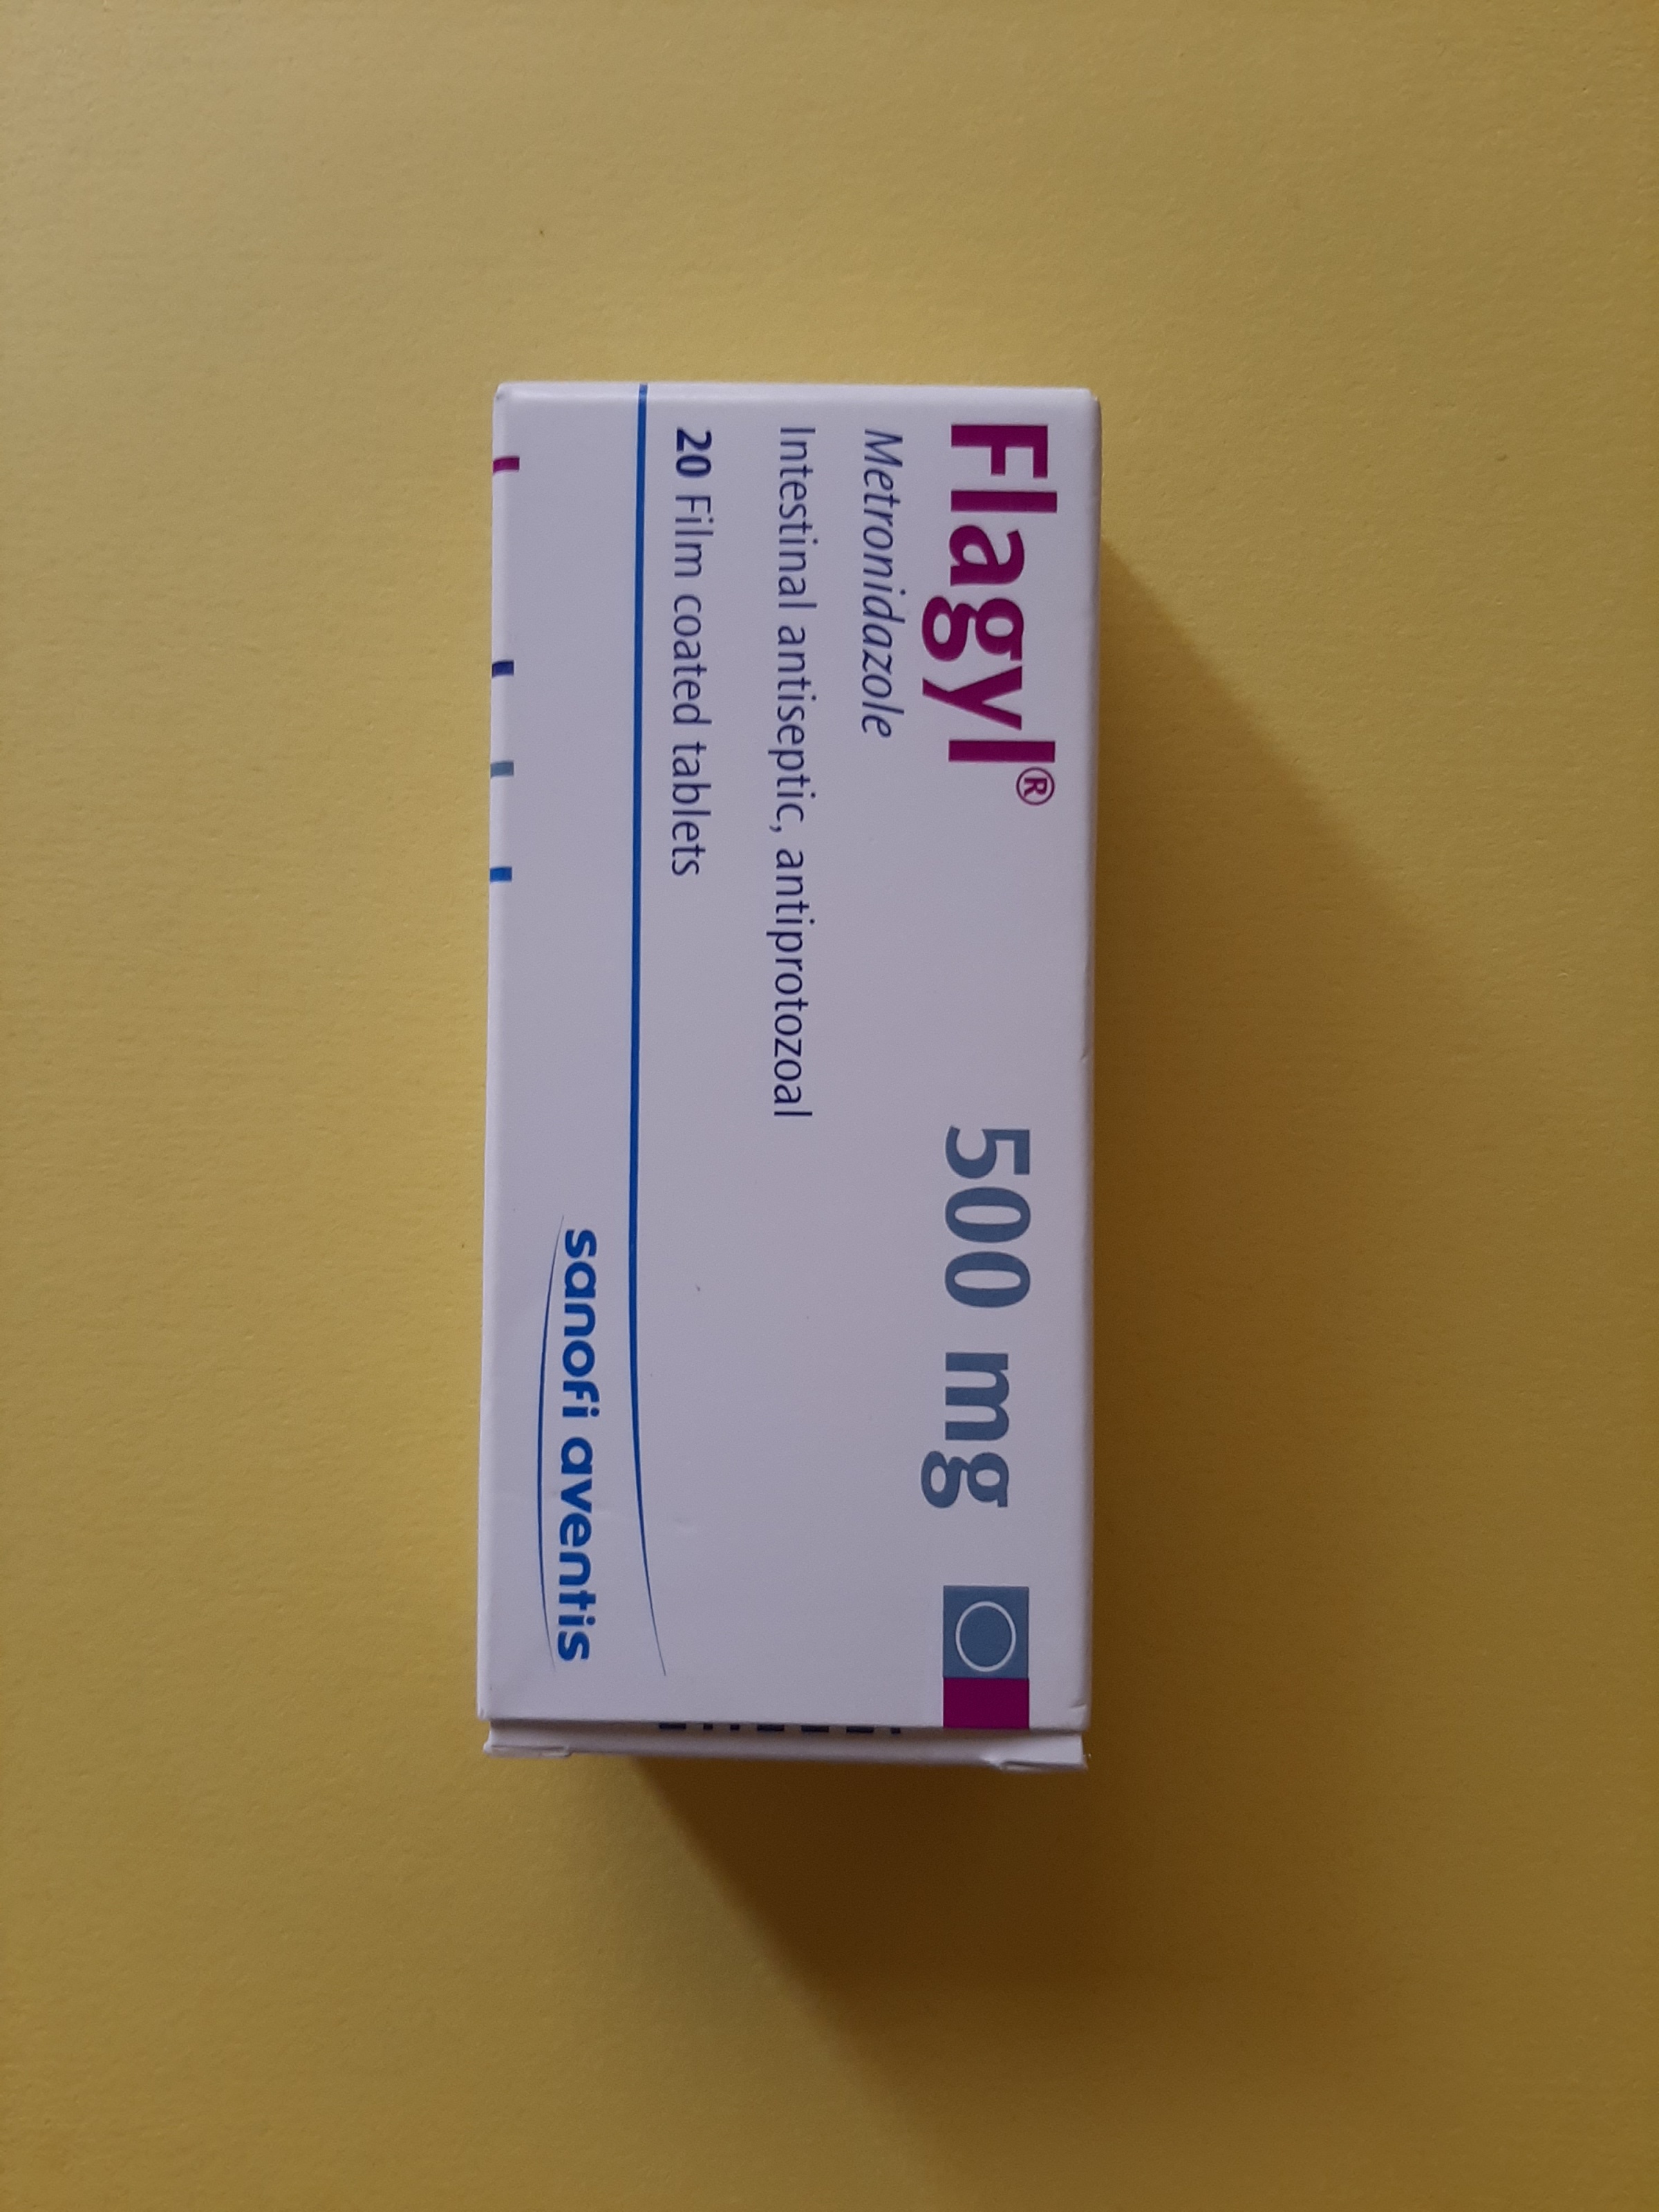 Flagyl® 500 mg
Metronidazole
Intestinal antiseptic, antiprotozoal
20 Film coated tablets
sanofi aventis